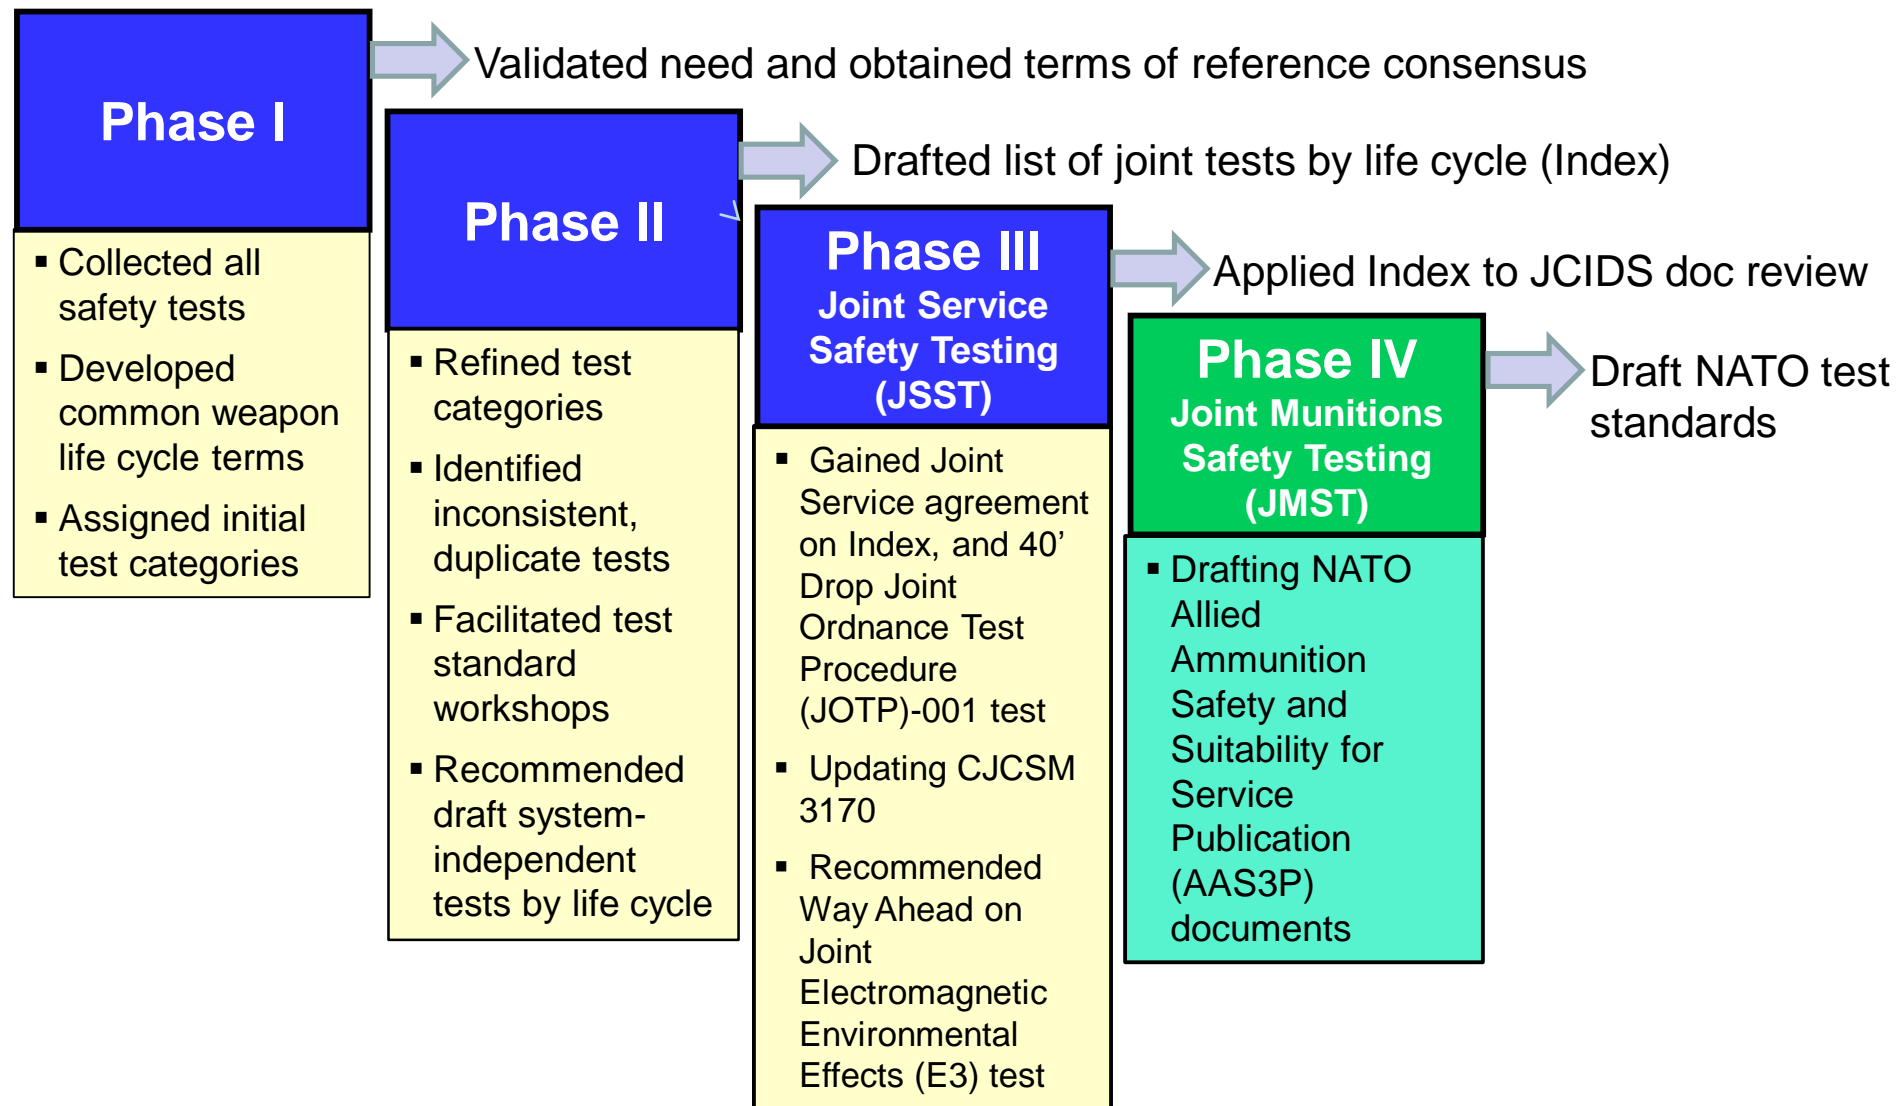 Phase I
Validated need and obtained terms of reference consensus
▪ Collected all
safety tests
▪ Developed
common weapon
life cycle terms
▪ Assigned initial
test categories
Phase II
Drafted list of joint tests by life cycle (Index)
▪ Refined test
categories
▪ Identified
inconsistent,
duplicate tests
▪ Facilitated test
standard
workshops
▪ Recommended
draft system-
independent
tests by life cycle
Phase III
Joint Service
Safety Testing
(JSST)
Applied Index to JCIDS doc review
▪ Gained Joint
Service agreement
on Index, and 40’
Drop Joint
Ordnance Test
Procedure
(JOTP)-001 test
▪ Updating CJCSM
3170
▪ Recommended
Way Ahead on
Joint
Electromagnetic
Environmental
Effects (E3) test
Phase IV
Joint Munitions
Safety Testing
(JMST)
Draft NATO test
standards
▪ Drafting NATO
Allied
Ammunition
Safety and
Suitability for
Service
Publication
(AAS3P)
documents